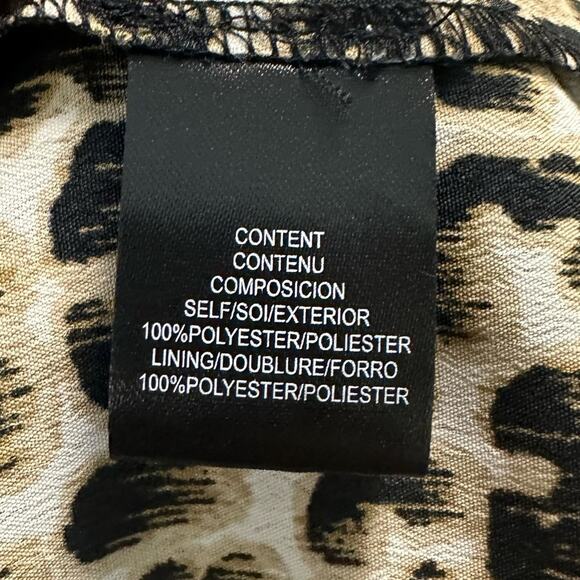 CONTENT
CONTENU
COMPOSICION
SELF/SOI/EXTERIOR
100%POLYESTER/POLIESTER
LINING/DOUBLURE/FORRO
100%POLYESTER/POLIESTER